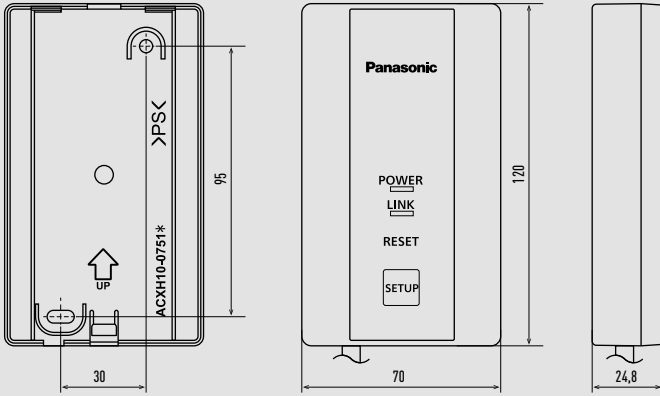 >PS<
ACXH10-0751*
UP
95
30
Panasonic
POWER
LINK
RESET
SETUP
120
70
24,8